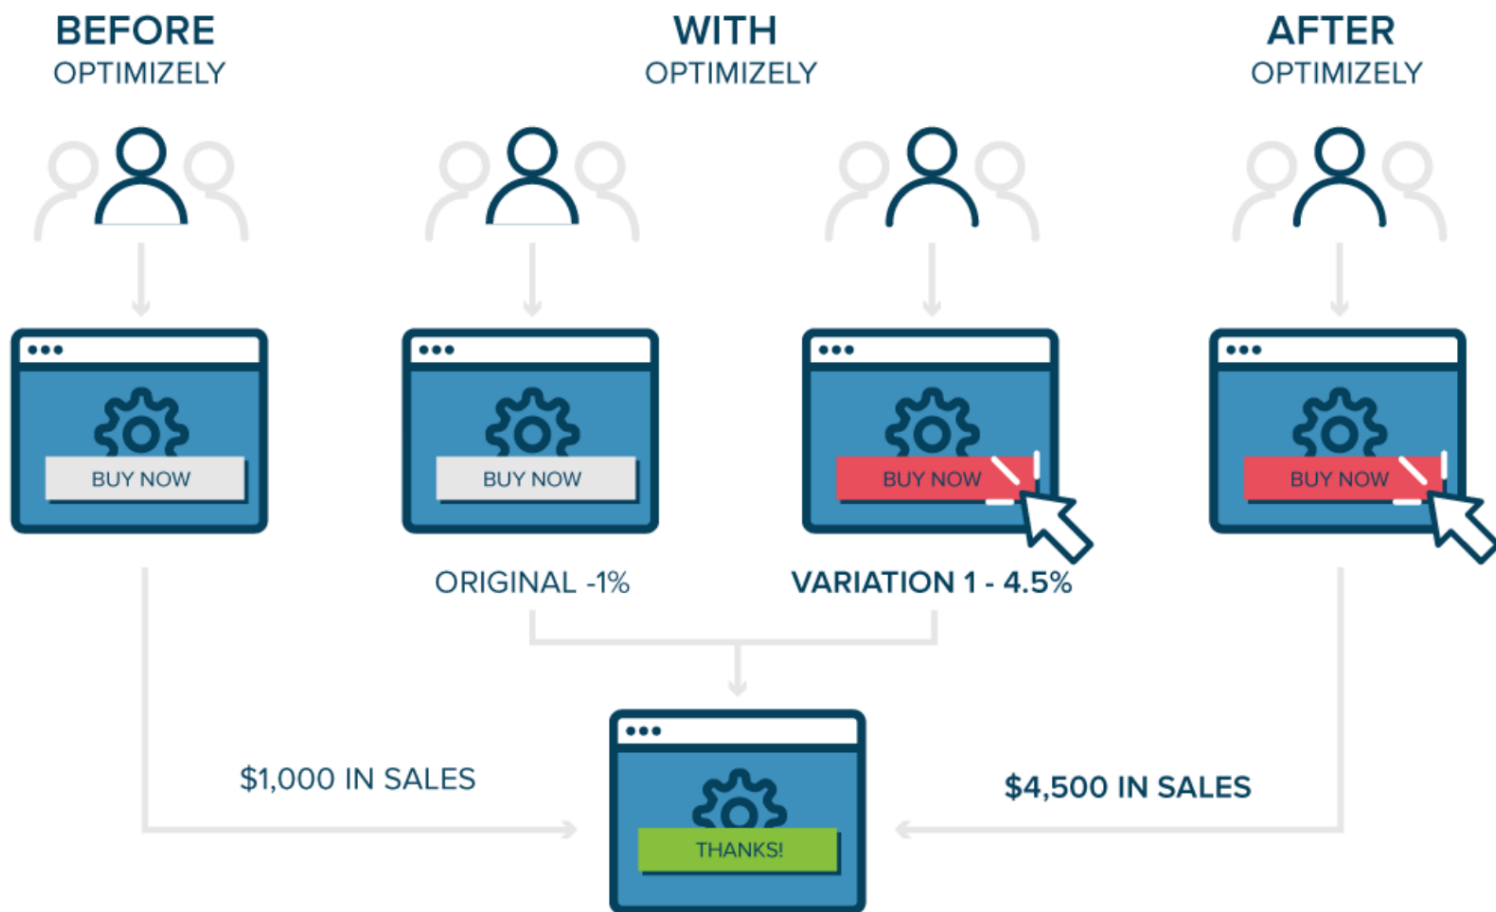 BEFORE
OPTIMIZELY
WITH
OPTIMIZELY
AFTER
OPTIMIZELY
BUY NOW
BUY NOW
BUY NOW
BUY NOW
ORIGINAL -1%
VARIATION 1 - 4.5%
$1,000 IN SALES
$4,500 IN SALES
THANKS!